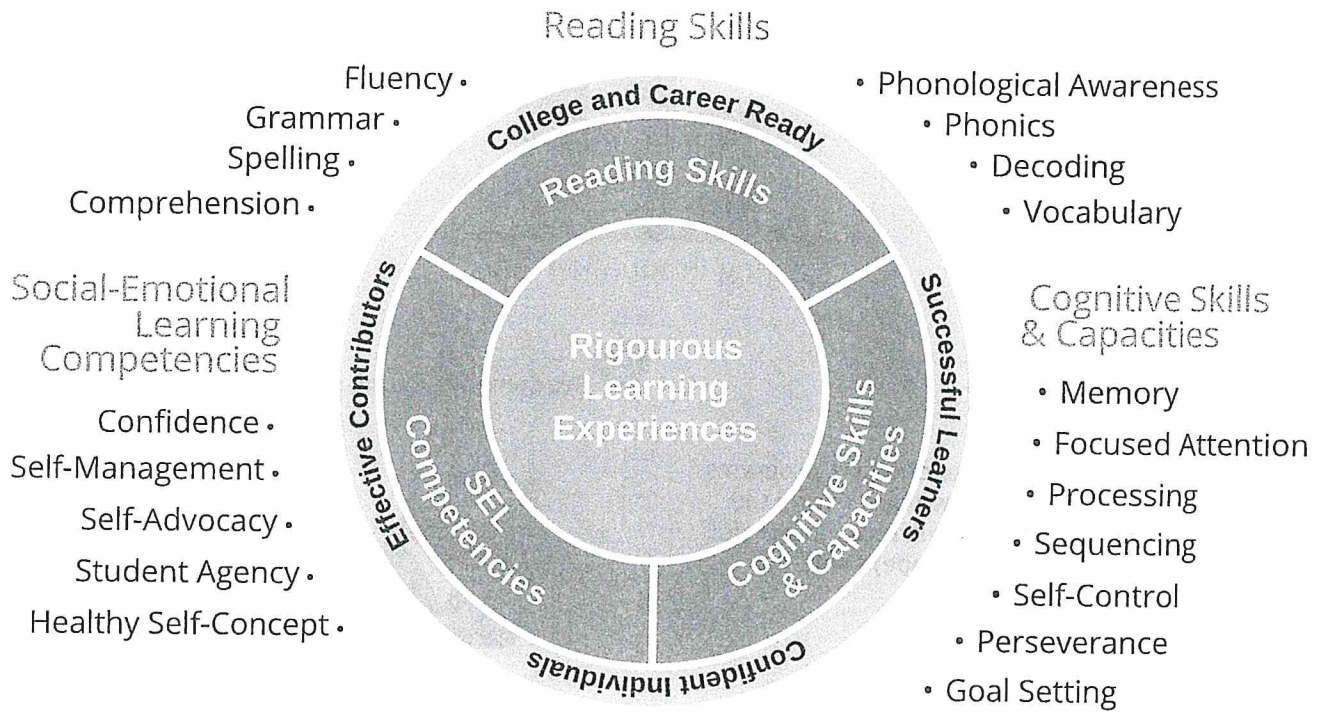 Reading Skills
Fluency •
Grammar •
Spelling •
Comprehension •
• Phonological Awareness
• Phonics
• Decoding
• Vocabulary
Social-Emotional
Learning
Competencies
Confidence •
Self-Management •
Self-Advocacy •
Student Agency •
Healthy Self-Concept •
Cognitive Skills
& Capacities
• Memory
• Focused Attention
• Processing
• Sequencing
• Self-Control
• Perseverance
• Goal Setting
College and Career Ready
Successful Learners
Confident Individuals
Effective Contributors
Reading Skills
Cognitive Skills
& Capacities
SEL
Competencies
Rigourous
Learning
Experiences